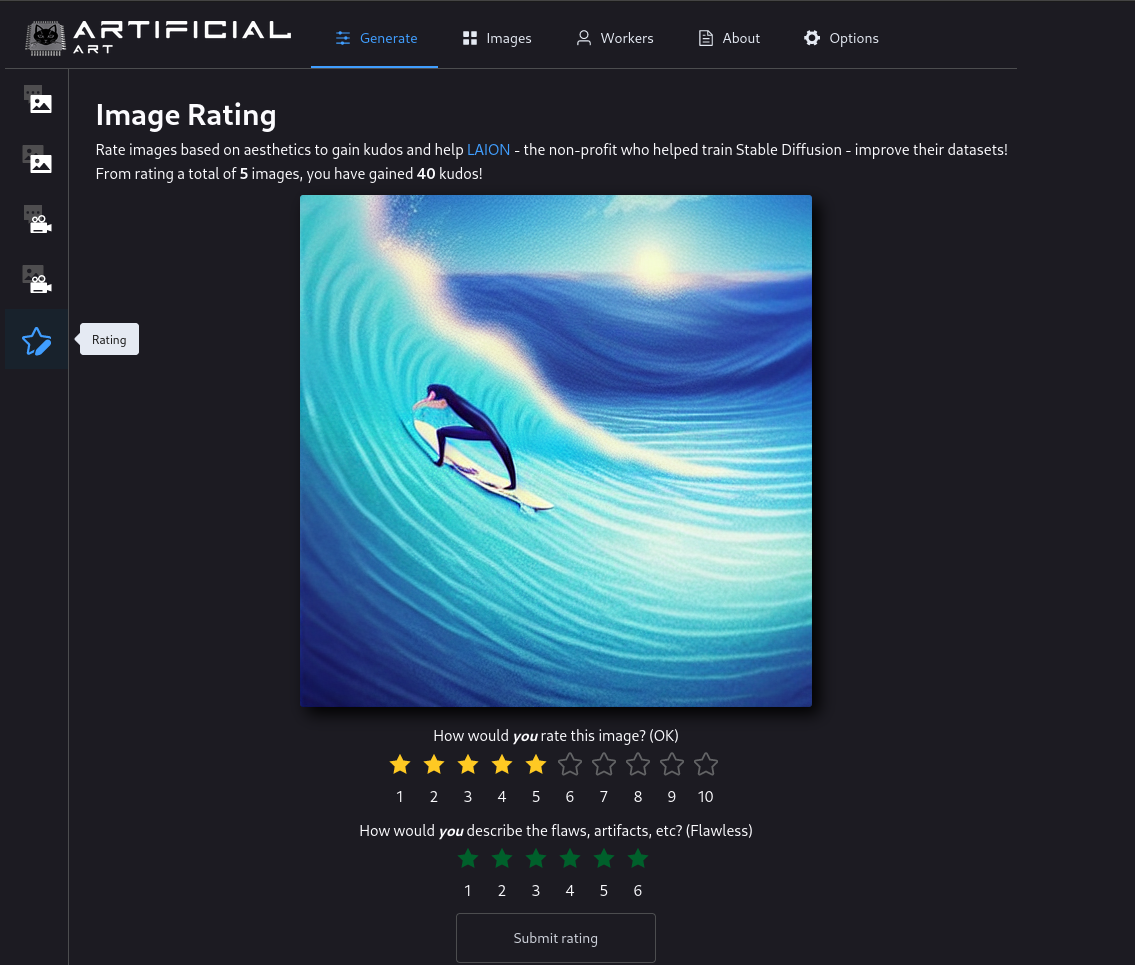 ARTIFICIAL
ART
Generate
Images
Workers
About
Options
Image Rating
Rate images based on aesthetics to gain kudos and help LAION - the non-profit who helped train Stable Diffusion - improve their datasets!
From rating a total of 5 images, you have gained 40 kudos!
Rating
How would you rate this image? (OK)
1 2 3 4 5 6 7 8 9 10
How would you describe the flaws, artifacts, etc? (Flawless)
1 2 3 4 5 6
Submit rating